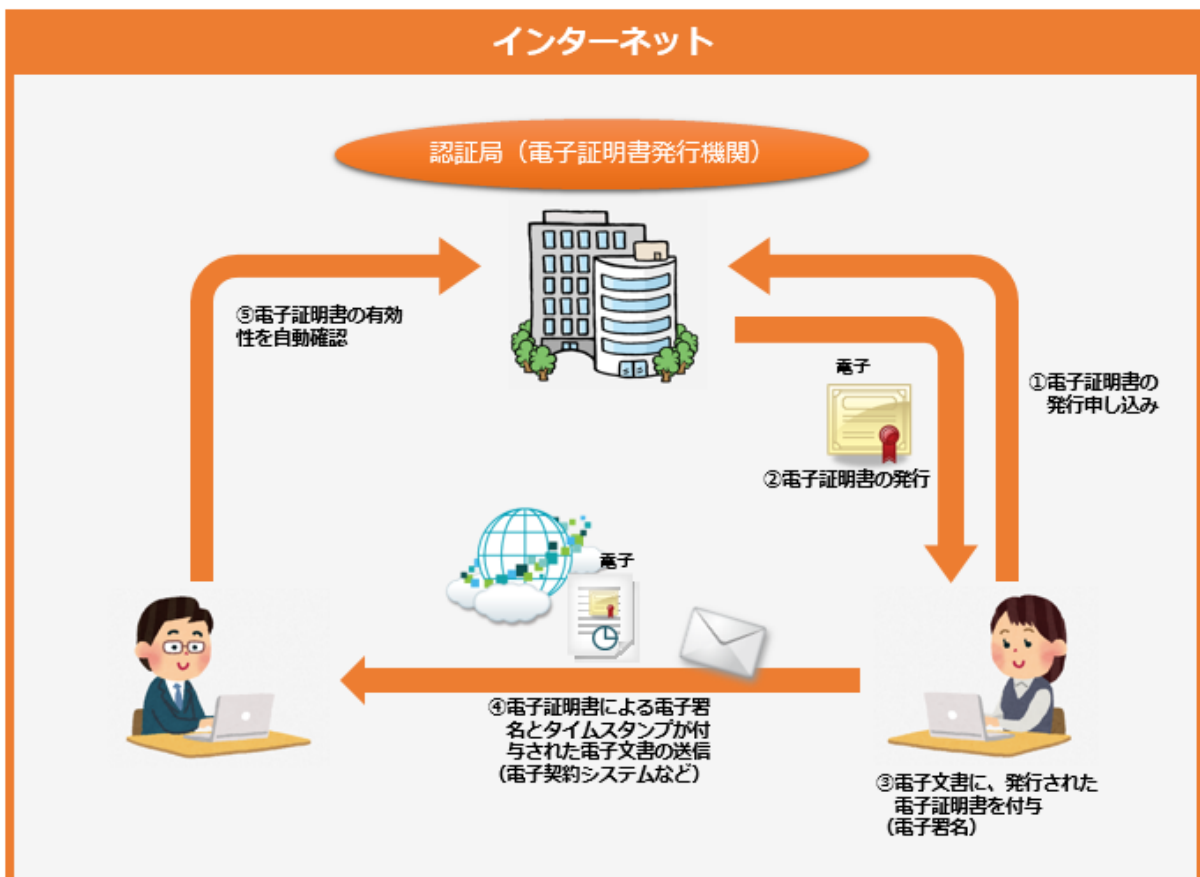 インターネット
認証局（電子証明書発行機関）
⑤電子証明書の有効
性を自動確認
電子
①電子証明書の
発行申し込み
②電子証明書の発行
電子
④電子証明書による電子署
名とタイムスタンプが付
与された電子文書の送信
（電子契約システムなど）
③電子文書に、発行された
電子証明書を付与
（電子署名）